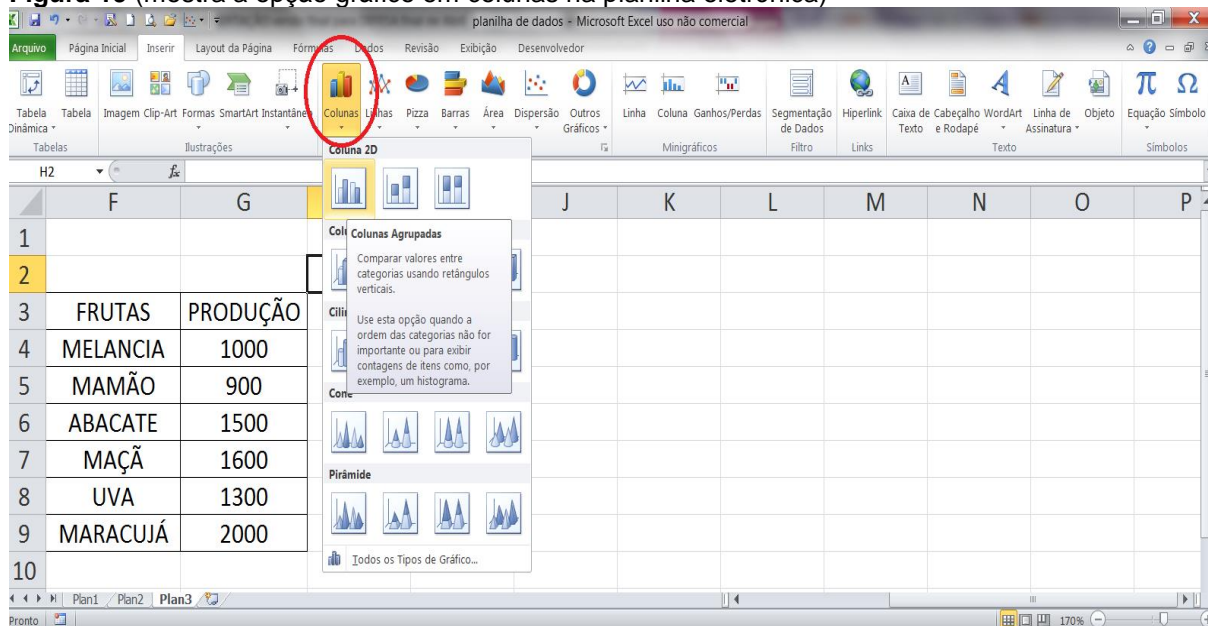 Figura 15 (mostra a opção gráfico em colunas na planilha eletrônica)
planilha de dados - Microsoft Excel uso não comercial
Arquivo Página Inicial Inserir Layout da Página Fórmulas Dados Revisão Exibição Desenvolvedor
Tabela Dinâmica Tabela Imagem Clip-Art Formas SmartArt Instantâneo Colunas Linhas Pizza Barras Área Dispersão Outros Gráficos Linha Coluna Ganhos/Perdas Segmentação de Dados Hiperlink Caixa de Texto Cabeçalho e Rodapé WordArt Linha de Assinatura Objeto Equação Símbolo
Tabelas Ilustrações Minigráficos Filtro Links Texto Símbolos
H2 fx
Coluna 2D
F G J K L M N O P
Colunas Agrupadas
Comparar valores entre
categorias usando retângulos
verticais.
Use esta opção quando a
ordem das categorias não for
importante ou para exibir
contagens de itens como, por
exemplo, um histograma.
Cone
Pirâmide
Todos os Tipos de Gráfico...
1
2
3 FRUTAS PRODUÇÃO
4 MELANCIA 1000
5 MAMÃO 900
6 ABACATE 1500
7 MAÇÃ 1600
8 UVA 1300
9 MARACUJÁ 2000
10
Plan1 Plan2 Plan3
Pronto 170%